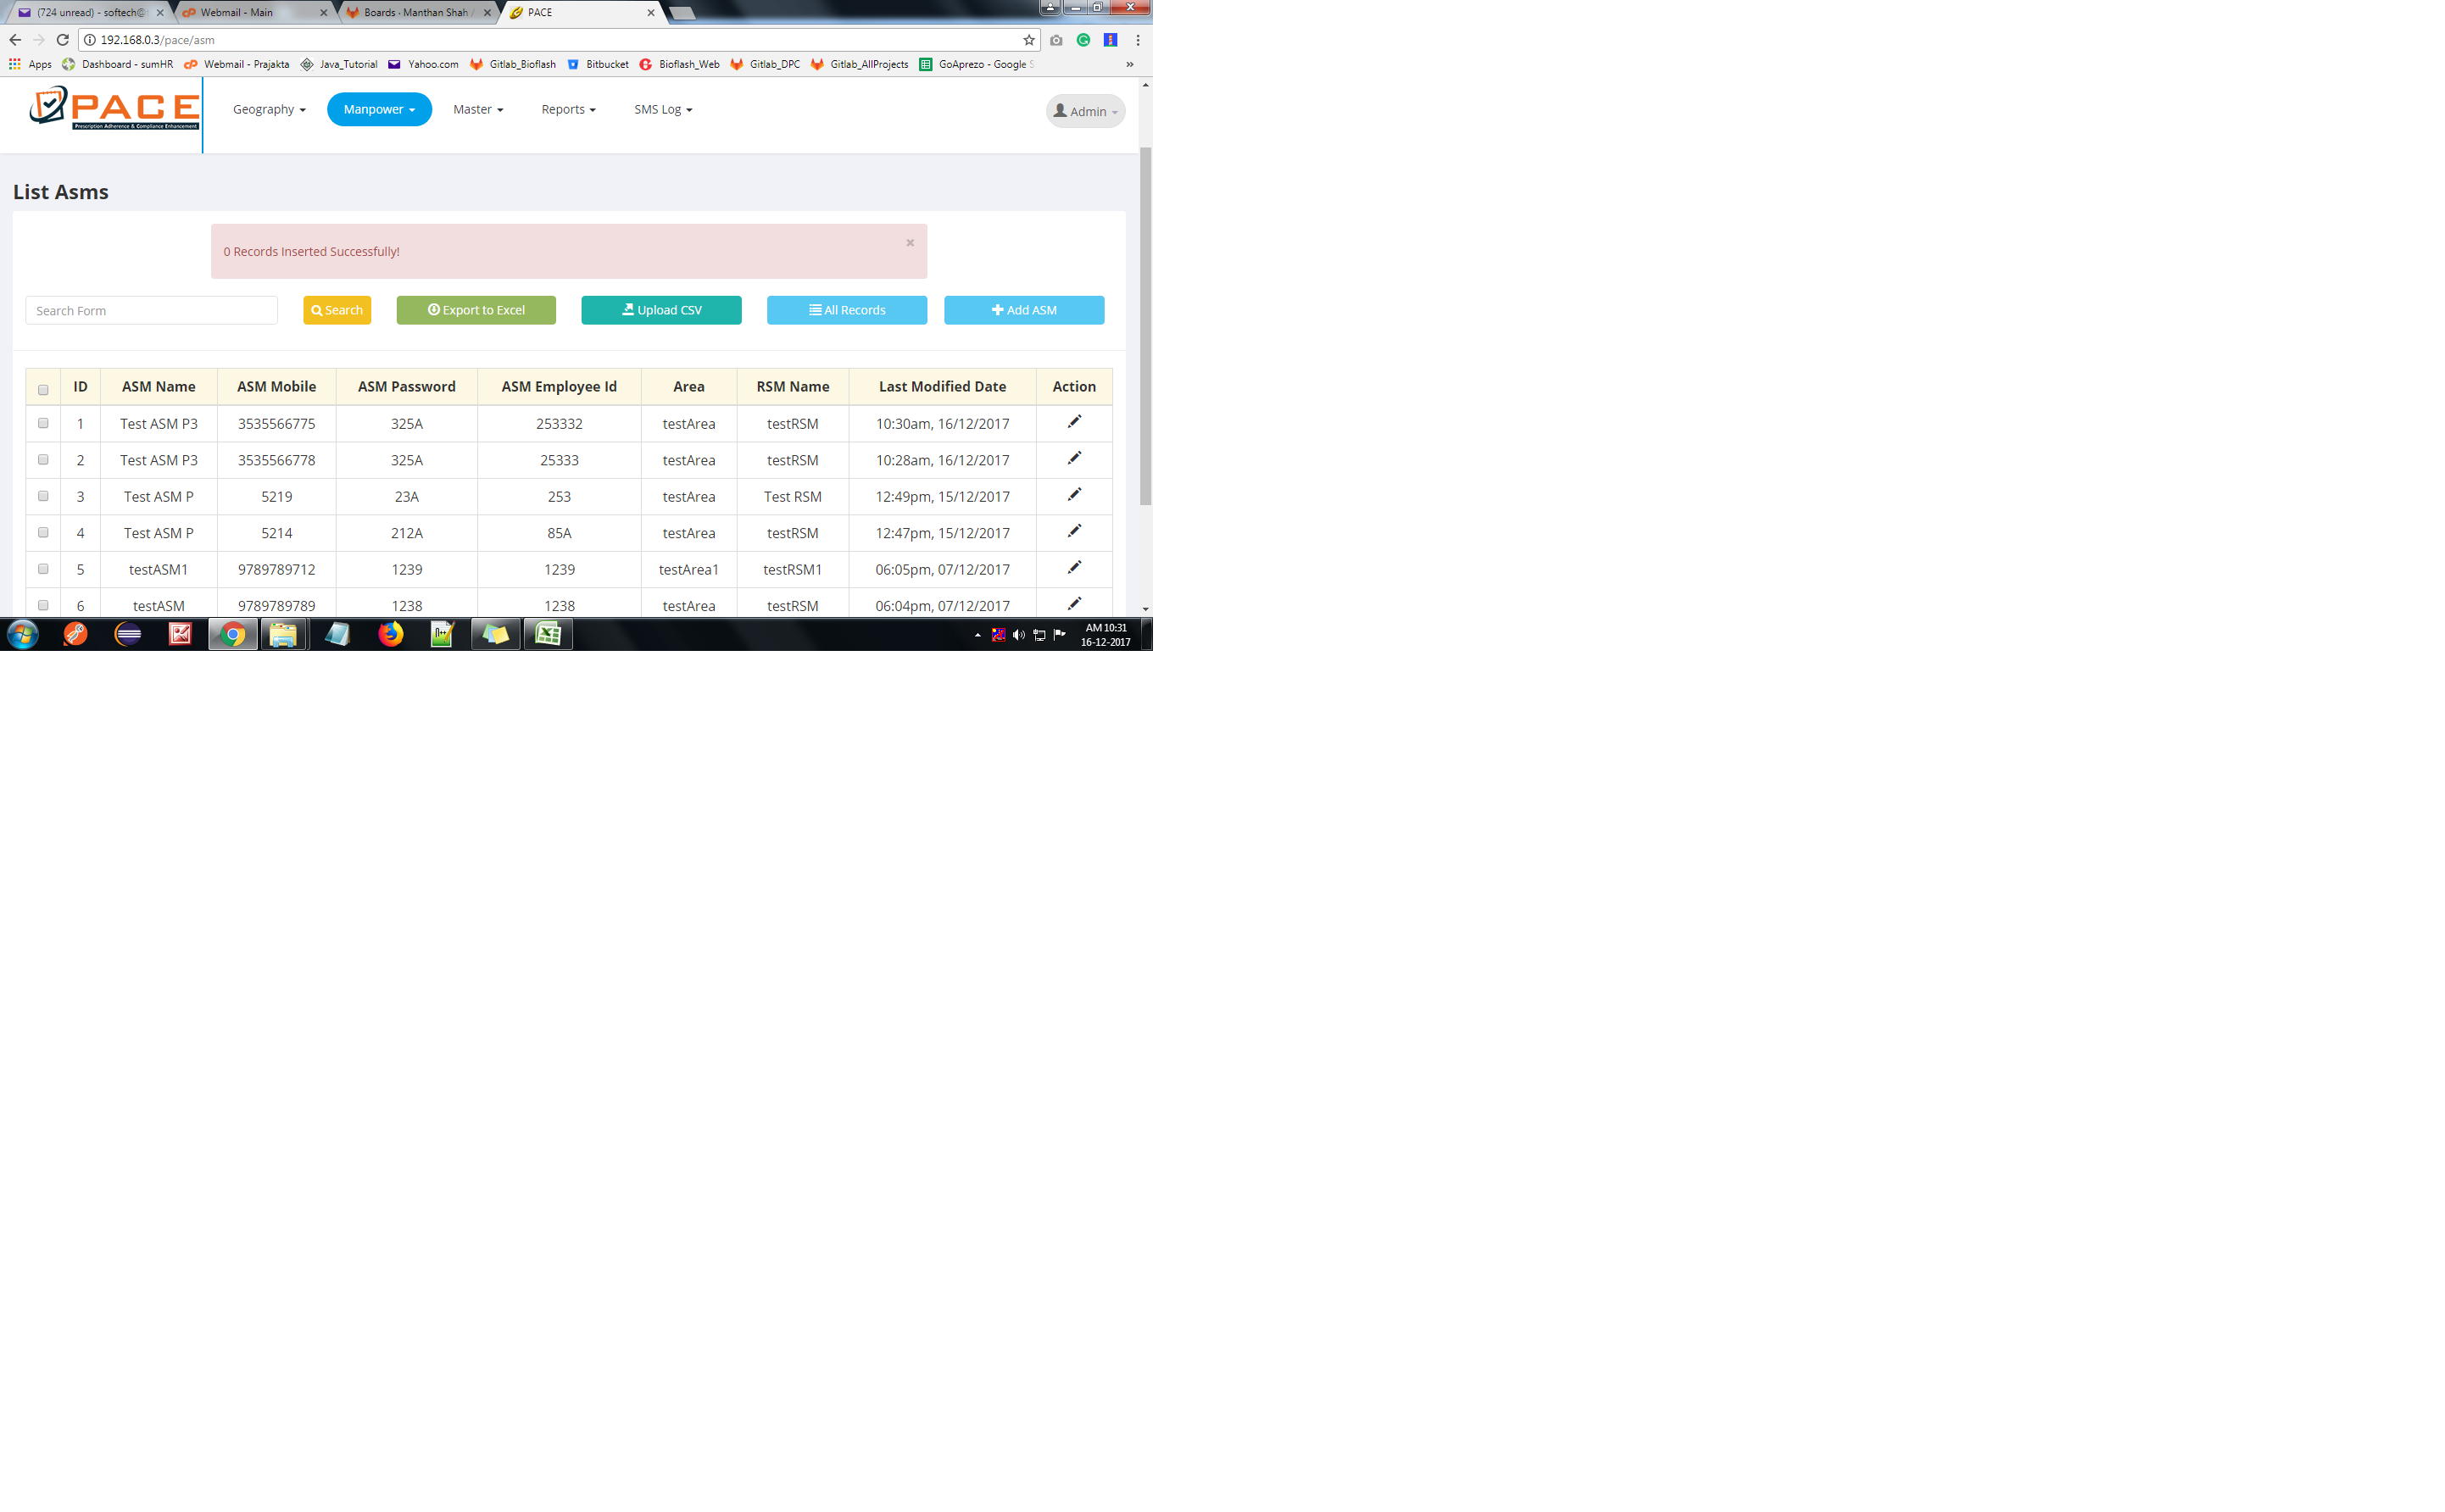 (724 unread) - softech@ Webmail - Main Boards · Manthan Shah / PACE
192.168.0.3/pace/asm
Apps Dashboard - sumHR Webmail - Prajakta Java_Tutorial Yahoo.com Gitlab_Bioflash Bitbucket Bioflash_Web Gitlab_DPC Gitlab_AllProjects GoAprezo - Google S »
PACE
Prescription Adherence & Compliance Enhancement
Geography Manpower Master Reports SMS Log Admin
List Asms
0 Records Inserted Successfully! ×
Search Form Search Export to Excel Upload CSV All Records Add ASM
ID ASM Name ASM Mobile ASM Password ASM Employee Id Area RSM Name Last Modified Date Action
1 Test ASM P3 3535566775 325A 253332 testArea testRSM 10:30am, 16/12/2017
2 Test ASM P3 3535566778 325A 25333 testArea testRSM 10:28am, 16/12/2017
3 Test ASM P 5219 23A 253 testArea Test RSM 12:49pm, 15/12/2017
4 Test ASM P 5214 212A 85A testArea testRSM 12:47pm, 15/12/2017
5 testASM1 9789789712 1239 1239 testArea1 testRSM1 06:05pm, 07/12/2017
6 testASM 9789789789 1238 1238 testArea testRSM 06:04pm, 07/12/2017
AM 10:31
16-12-2017